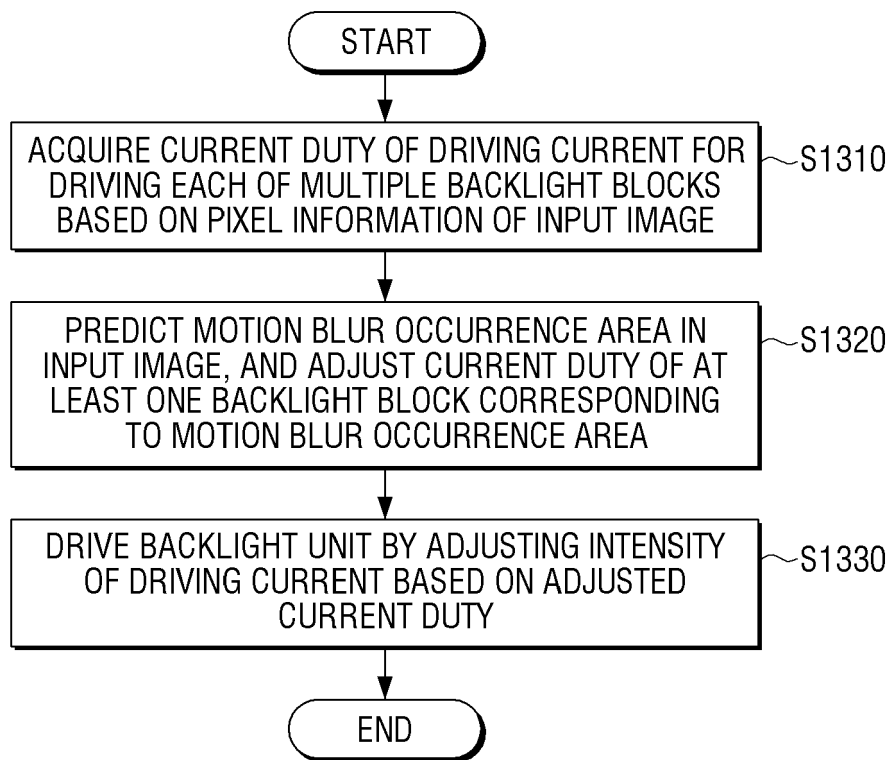 START
ACQUIRE CURRENT DUTY OF DRIVING CURRENT FOR
DRIVING EACH OF MULTIPLE BACKLIGHT BLOCKS
BASED ON PIXEL INFORMATION OF INPUT IMAGE
S1310
PREDICT MOTION BLUR OCCURRENCE AREA IN
INPUT IMAGE, AND ADJUST CURRENT DUTY OF AT
LEAST ONE BACKLIGHT BLOCK CORRESPONDING
TO MOTION BLUR OCCURRENCE AREA
S1320
DRIVE BACKLIGHT UNIT BY ADJUSTING INTENSITY
OF DRIVING CURRENT BASED ON ADJUSTED
CURRENT DUTY
S1330
END